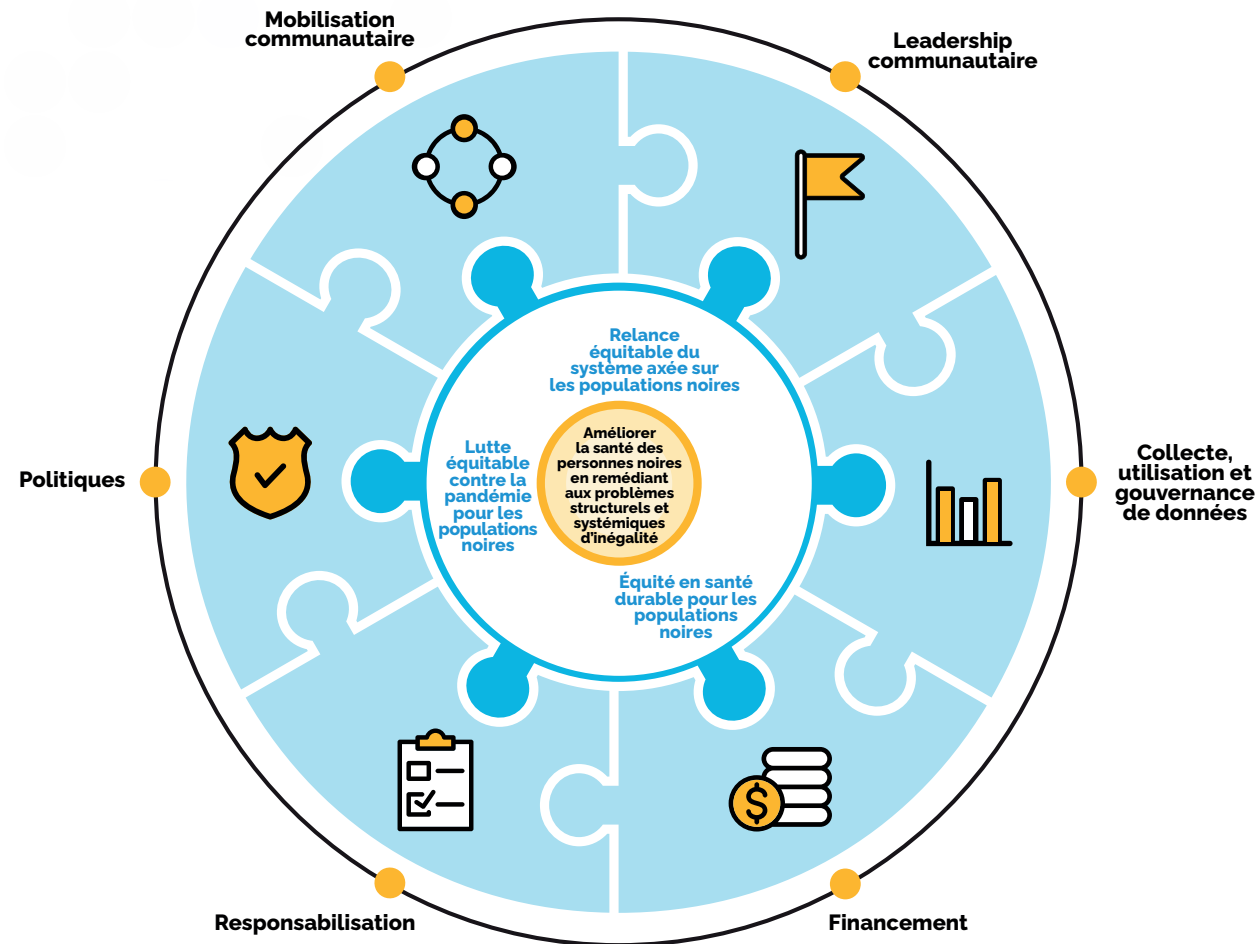 Mobilisation
communautaire
Leadership
communautaire
Relance
équitable du
système axée sur
les populations noires
Améliorer
la santé des
personnes noires
en remédiant
aux problèmes
structurels et
systémiques
d'inégalité
Lutte
équitable
contre la
pandémie
pour les
populations
noires
Équité en santé
durable pour les
populations
noires
Politiques
Collecte,
utilisation et
gouvernance
de données
$
Responsabilisation
Financement